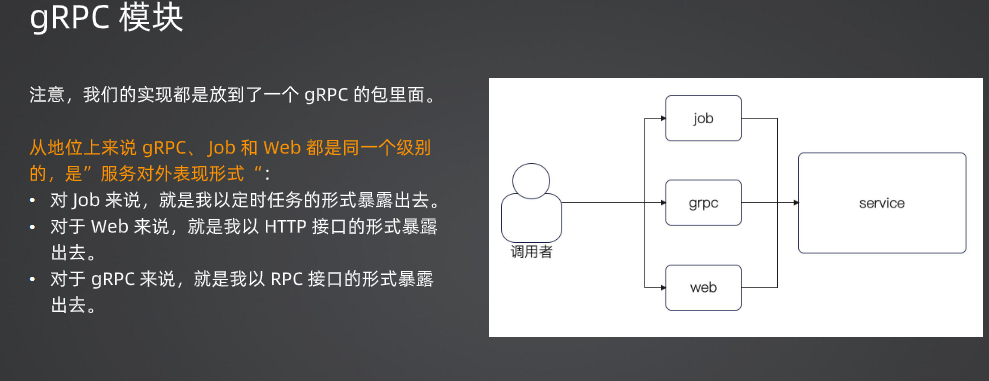 gRPC 模块
注意，我们的实现都是放到了一个 gRPC 的包里面。
从地位上来说 gRPC、Job 和 Web 都是同一个级别
的，是”服务对外表现形式“：
• 对 Job 来说，就是我以定时任务的形式暴露出去。
• 对于 Web 来说，就是我以 HTTP 接口的形式暴露
出去。
• 对于 gRPC 来说，就是我以 RPC 接口的形式暴露
出去。
job
grpc
service
调用者
web